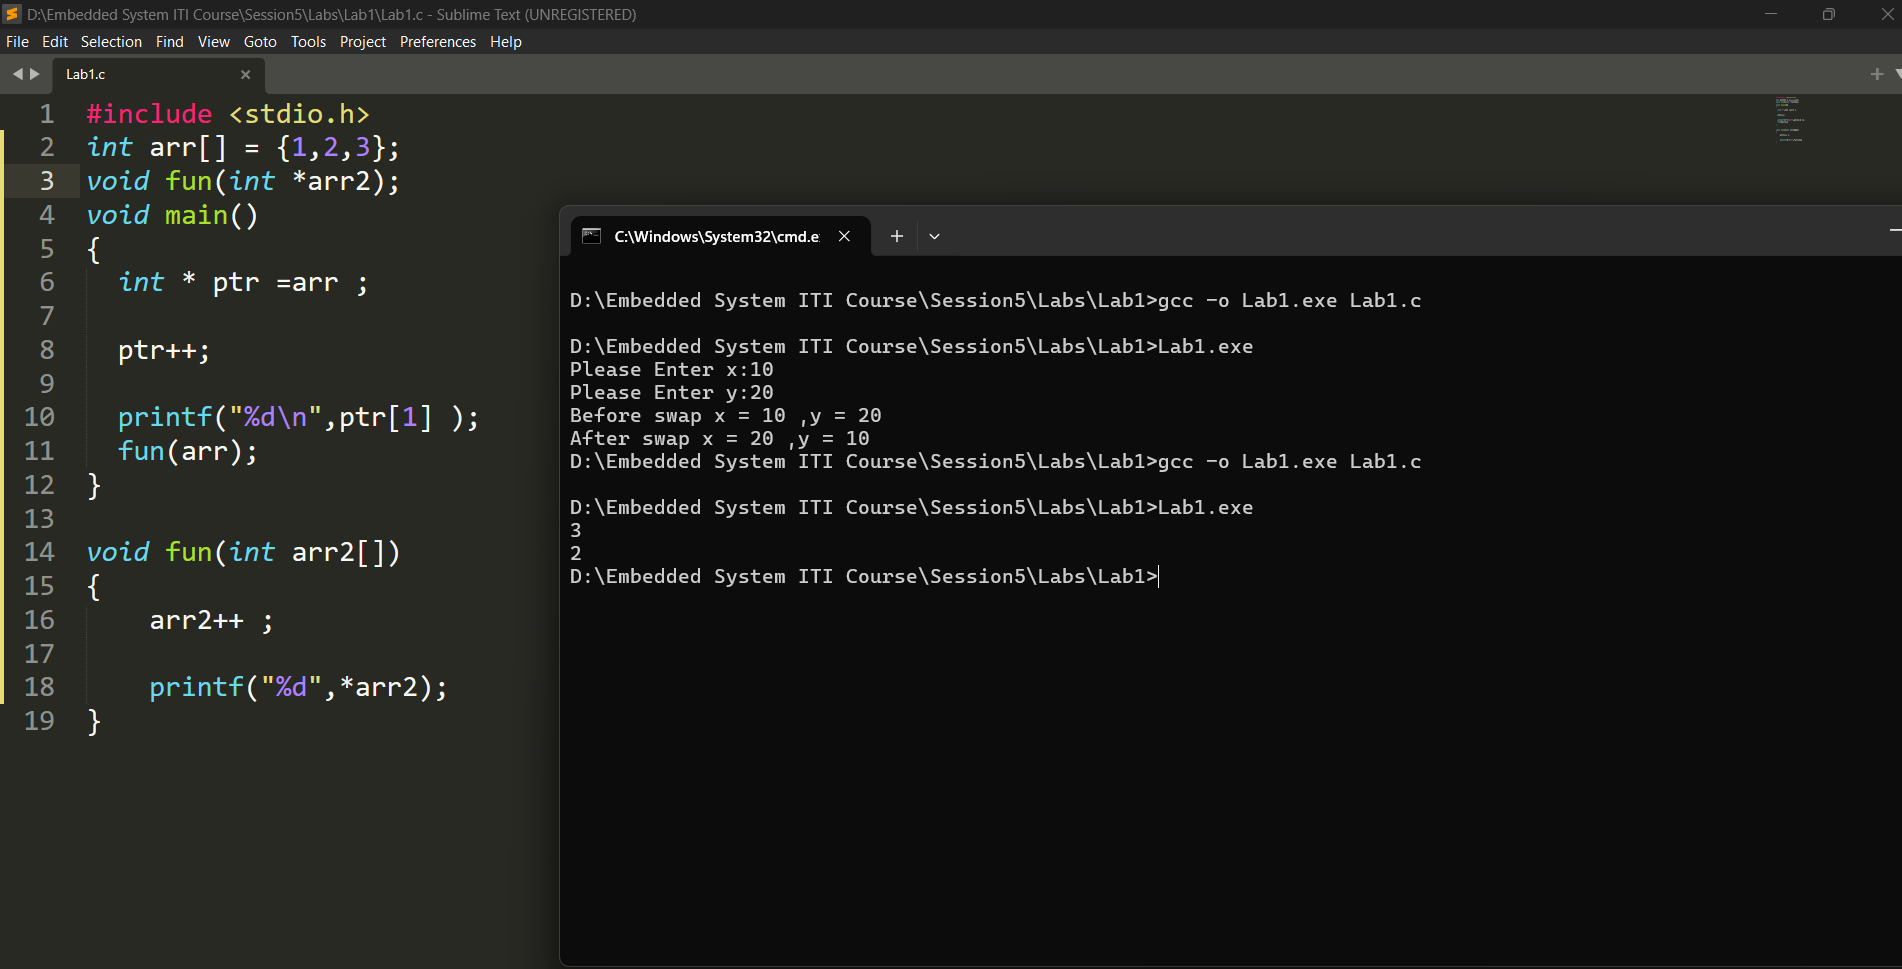 D:\Embedded System ITI Course\Session5\Labs\Lab1\Lab1.c - Sublime Text (UNREGISTERED)
File Edit Selection Find View Goto Tools Project Preferences Help
Lab1.c
1 #include <stdio.h>
2 int arr[] = {1,2,3};
3 void fun(int *arr2);
4 void main()
5 {
6 int * ptr =arr ;
7
8 ptr++;
9
10 printf("%d\n",ptr[1] );
11 fun(arr);
12 }
13
14 void fun(int arr2[])
15 {
16 arr2++ ;
17
18 printf("%d",*arr2);
19 }
C:\Windows\System32\cmd.e
D:\Embedded System ITI Course\Session5\Labs\Lab1>gcc -o Lab1.exe Lab1.c
D:\Embedded System ITI Course\Session5\Labs\Lab1>Lab1.exe
Please Enter x:10
Please Enter y:20
Before swap x = 10 ,y = 20
After swap x = 20 ,y = 10
D:\Embedded System ITI Course\Session5\Labs\Lab1>gcc -o Lab1.exe Lab1.c
D:\Embedded System ITI Course\Session5\Labs\Lab1>Lab1.exe
3
2
D:\Embedded System ITI Course\Session5\Labs\Lab1>